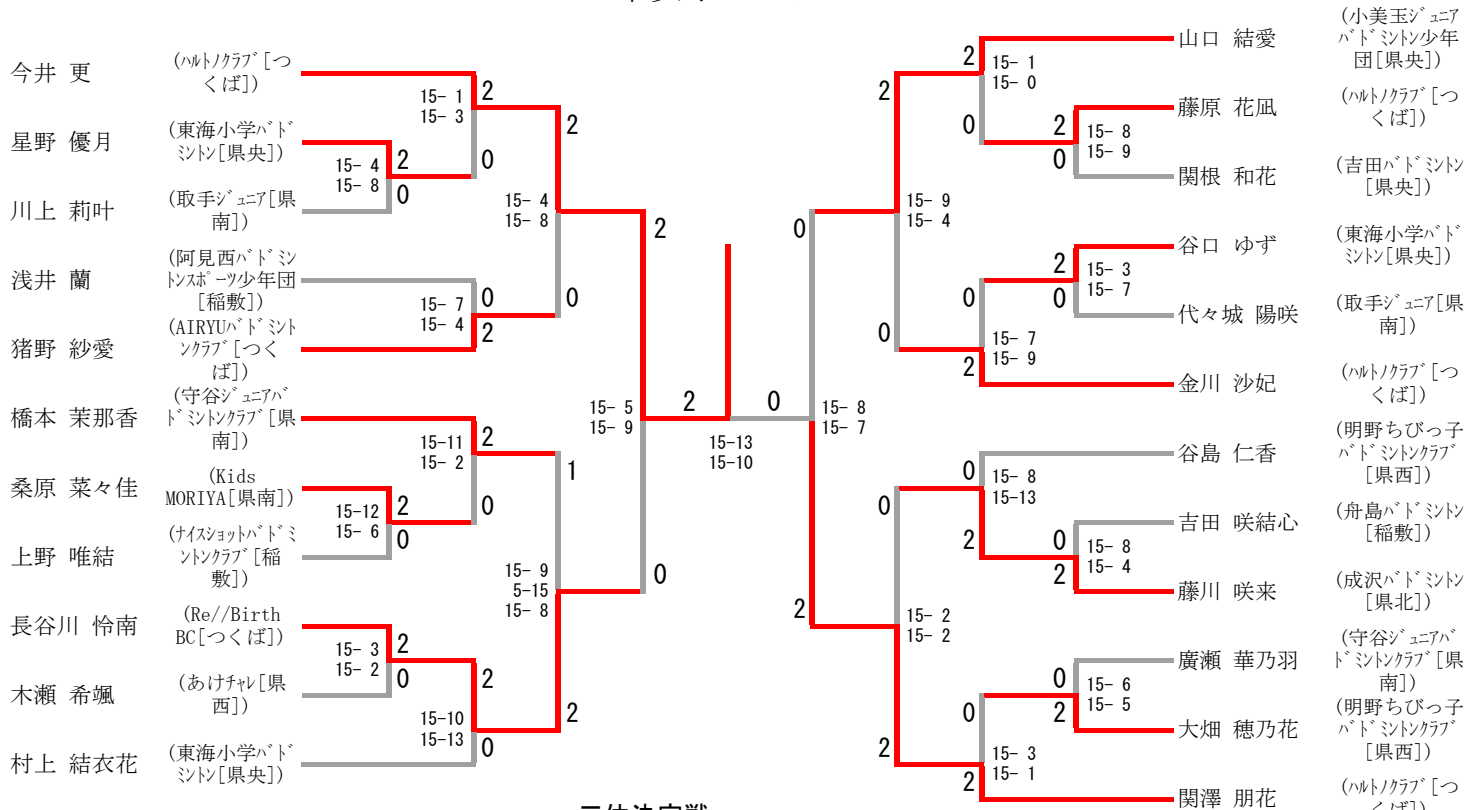 今井 更
(ﾊﾙﾄﾉｸﾗﾌﾞ[つ
くば])
星野 優月
(東海小学ﾊﾞﾄﾞ
ﾐﾝﾄﾝ[県央])
川上 莉叶
(取手ｼﾞｭﾆｱ[県
南])
浅井 蘭
(阿見西ﾊﾞﾄﾞﾐﾝ
ﾄﾝｽﾎﾟｰﾂ少年団
[稲敷])
猪野 紗愛
(AIRYUﾊﾞﾄﾞﾐﾝﾄ
ﾝｸﾗﾌﾞ[つく
ば])
橋本 茉那香
(守谷ｼﾞｭﾆｱﾊﾞ
ﾄﾞﾐﾝﾄﾝｸﾗﾌﾞ[県
南])
桑原 菜々佳
(Kids
MORIYA[県南])
上野 唯結
(ﾅｲｽｼｮｯﾄﾊﾞﾄﾞﾐ
ﾝﾄﾝｸﾗﾌﾞ[稲
敷])
長谷川 怜南
(Re//Birth
BC[つくば])
木瀬 希颯
(あけﾁｬﾚ[県
西])
村上 結衣花
(東海小学ﾊﾞﾄﾞ
ﾐﾝﾄﾝ[県央])
15- 1
15- 3
2
0
15- 4
15- 8
2
0
15- 7
15- 4
0
2
15- 4
15- 8
2
0
15-11
15- 2
2
0
15-12
15- 6
2
0
15- 3
15- 2
2
0
15-10
15-13
2
0
15- 9
5-15
15- 8
1
2
15- 5
15- 9
2
0
2
0
15-13
15-10
山口 結愛
(小美玉ｼﾞｭﾆｱ
ﾊﾞﾄﾞﾐﾝﾄﾝ少年
団[県央])
藤原 花凪
(ﾊﾙﾄﾉｸﾗﾌﾞ[つ
くば])
関根 和花
(吉田ﾊﾞﾄﾞﾐﾝﾄﾝ
[県央])
谷口 ゆず
(東海小学ﾊﾞﾄﾞ
ﾐﾝﾄﾝ[県央])
代々城 陽咲
(取手ｼﾞｭﾆｱ[県
南])
金川 沙妃
(ﾊﾙﾄﾉｸﾗﾌﾞ[つ
くば])
谷島 仁香
(明野ちびっ子
ﾊﾞﾄﾞﾐﾝﾄﾝｸﾗﾌﾞ
[県西])
吉田 咲結心
(舟島ﾊﾞﾄﾞﾐﾝﾄﾝ
[稲敷])
藤川 咲来
(成沢ﾊﾞﾄﾞﾐﾝﾄﾝ
[県北])
廣瀬 華乃羽
(守谷ｼﾞｭﾆｱﾊﾞ
ﾄﾞﾐﾝﾄﾝｸﾗﾌﾞ[県
南])
大畑 穂乃花
(明野ちびっ子
ﾊﾞﾄﾞﾐﾝﾄﾝｸﾗﾌﾞ
[県西])
関澤 朋花
(ﾊﾙﾄﾉｸﾗﾌﾞ[つ
くば])
2
0
15- 1
15- 0
2
0
15- 8
15- 9
2
0
15- 9
15- 4
2
0
15- 3
15- 7
0
2
15- 7
15- 9
0
2
15- 8
15- 7
0
2
15- 8
15-13
0
2
15- 8
15- 4
0
2
15- 2
15- 2
0
2
15- 6
15- 5
0
2
15- 3
15- 1
三位決定戦